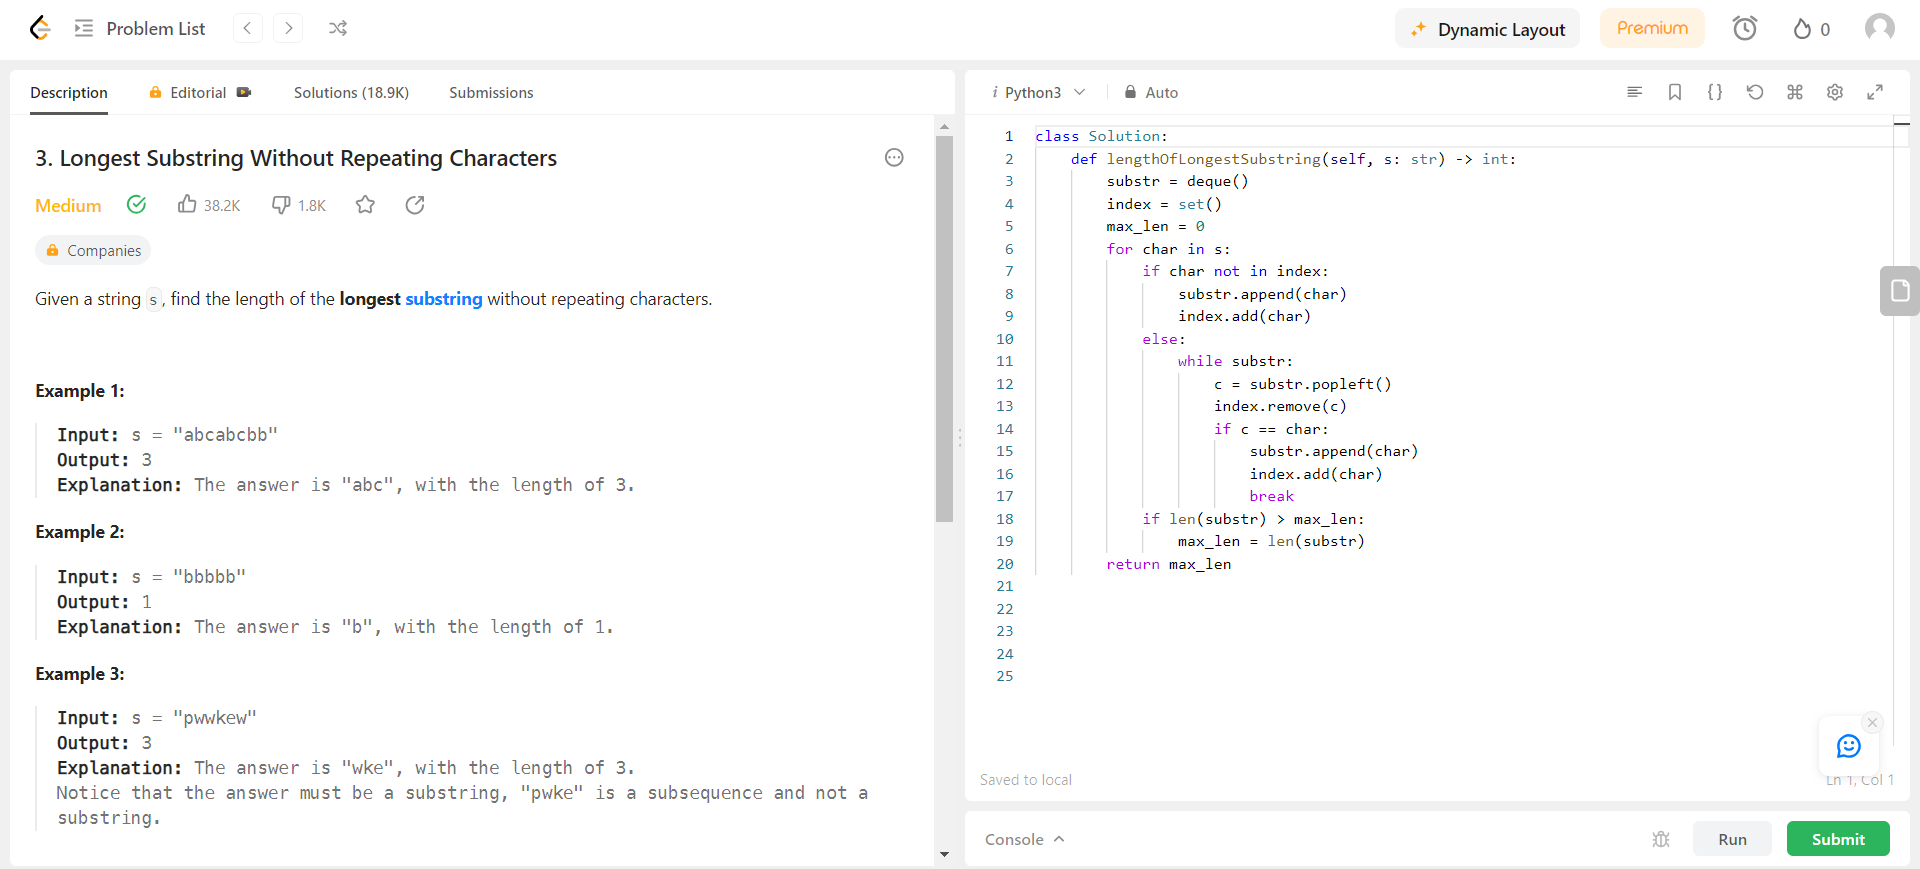 Problem List
Dynamic Layout
Premium
0
Description
Editorial
Solutions (18.9K)
Submissions
3. Longest Substring Without Repeating Characters
Medium
38.2K
1.8K
Companies
Given a string s, find the length of the longest substring without repeating characters.
Example 1:
Input: s = "abcabcbb"
Output: 3
Explanation: The answer is "abc", with the length of 3.
Example 2:
Input: s = "bbbbb"
Output: 1
Explanation: The answer is "b", with the length of 1.
Example 3:
Input: s = "pwwkew"
Output: 3
Explanation: The answer is "wke", with the length of 3.
Notice that the answer must be a substring, "pwke" is a subsequence and not a
substring.
i Python3
Auto
1 class Solution:
2     def lengthOfLongestSubstring(self, s: str) -> int:
3         substr = deque()
4         index = set()
5         max_len = 0
6         for char in s:
7             if char not in index:
8                 substr.append(char)
9                 index.add(char)
10             else:
11                 while substr:
12                     c = substr.popleft()
13                     index.remove(c)
14                     if c == char:
15                         substr.append(char)
16                         index.add(char)
17                         break
18             if len(substr) > max_len:
19                 max_len = len(substr)
20         return max_len
21
22
23
24
25
Saved to local
Ln 1, Col 1
Console
Run
Submit